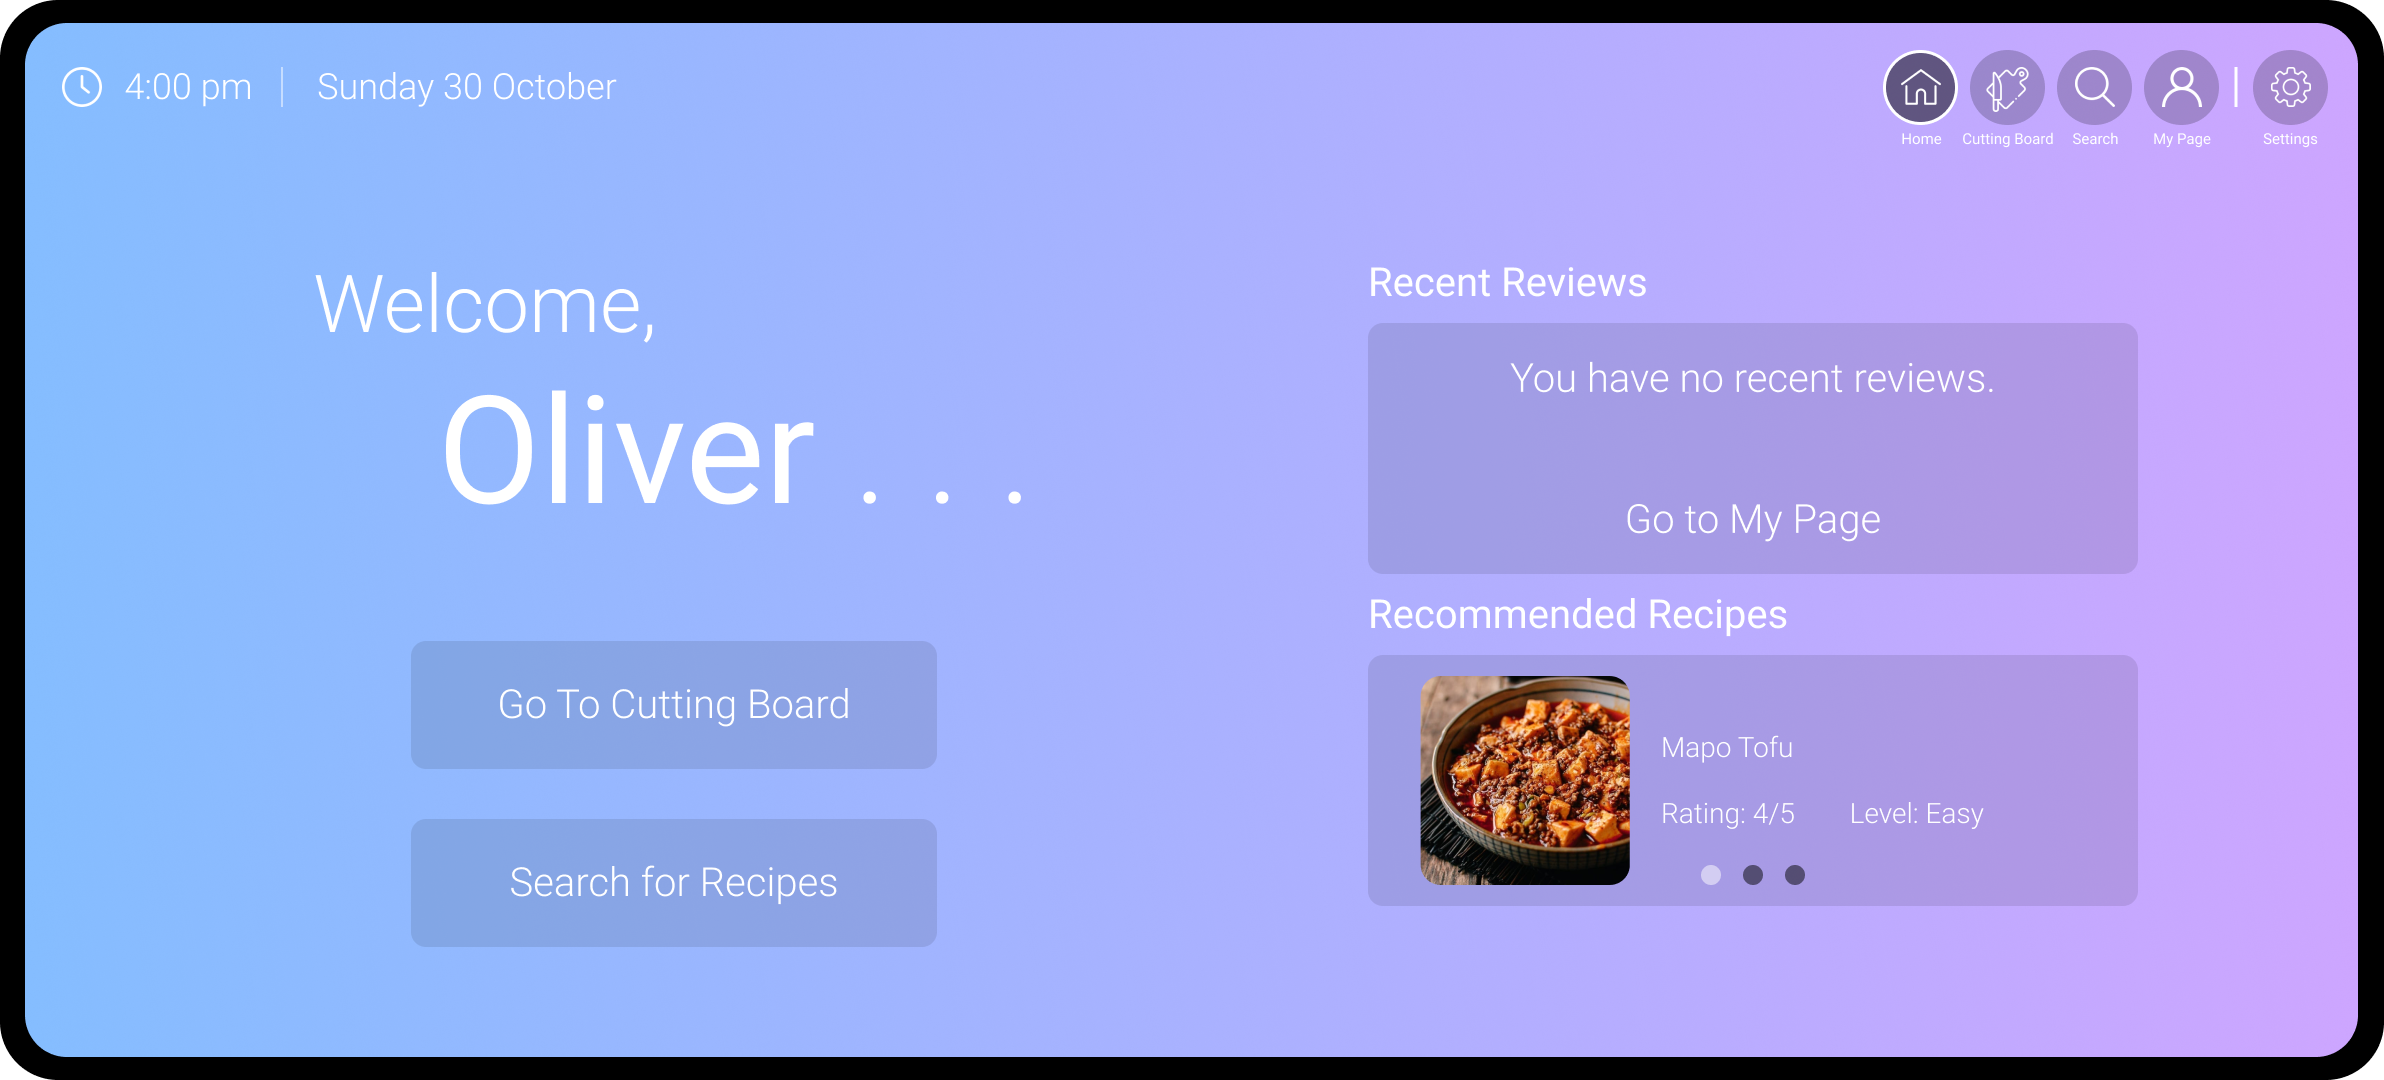 4:00 pm
Sunday 30 October
Home
Cutting Board
Search
My Page
Settings
Welcome,
Oliver . . .
Go To Cutting Board
Search for Recipes
Recent Reviews
You have no recent reviews.
Go to My Page
Recommended Recipes
Mapo Tofu
Rating: 4/5
Level: Easy